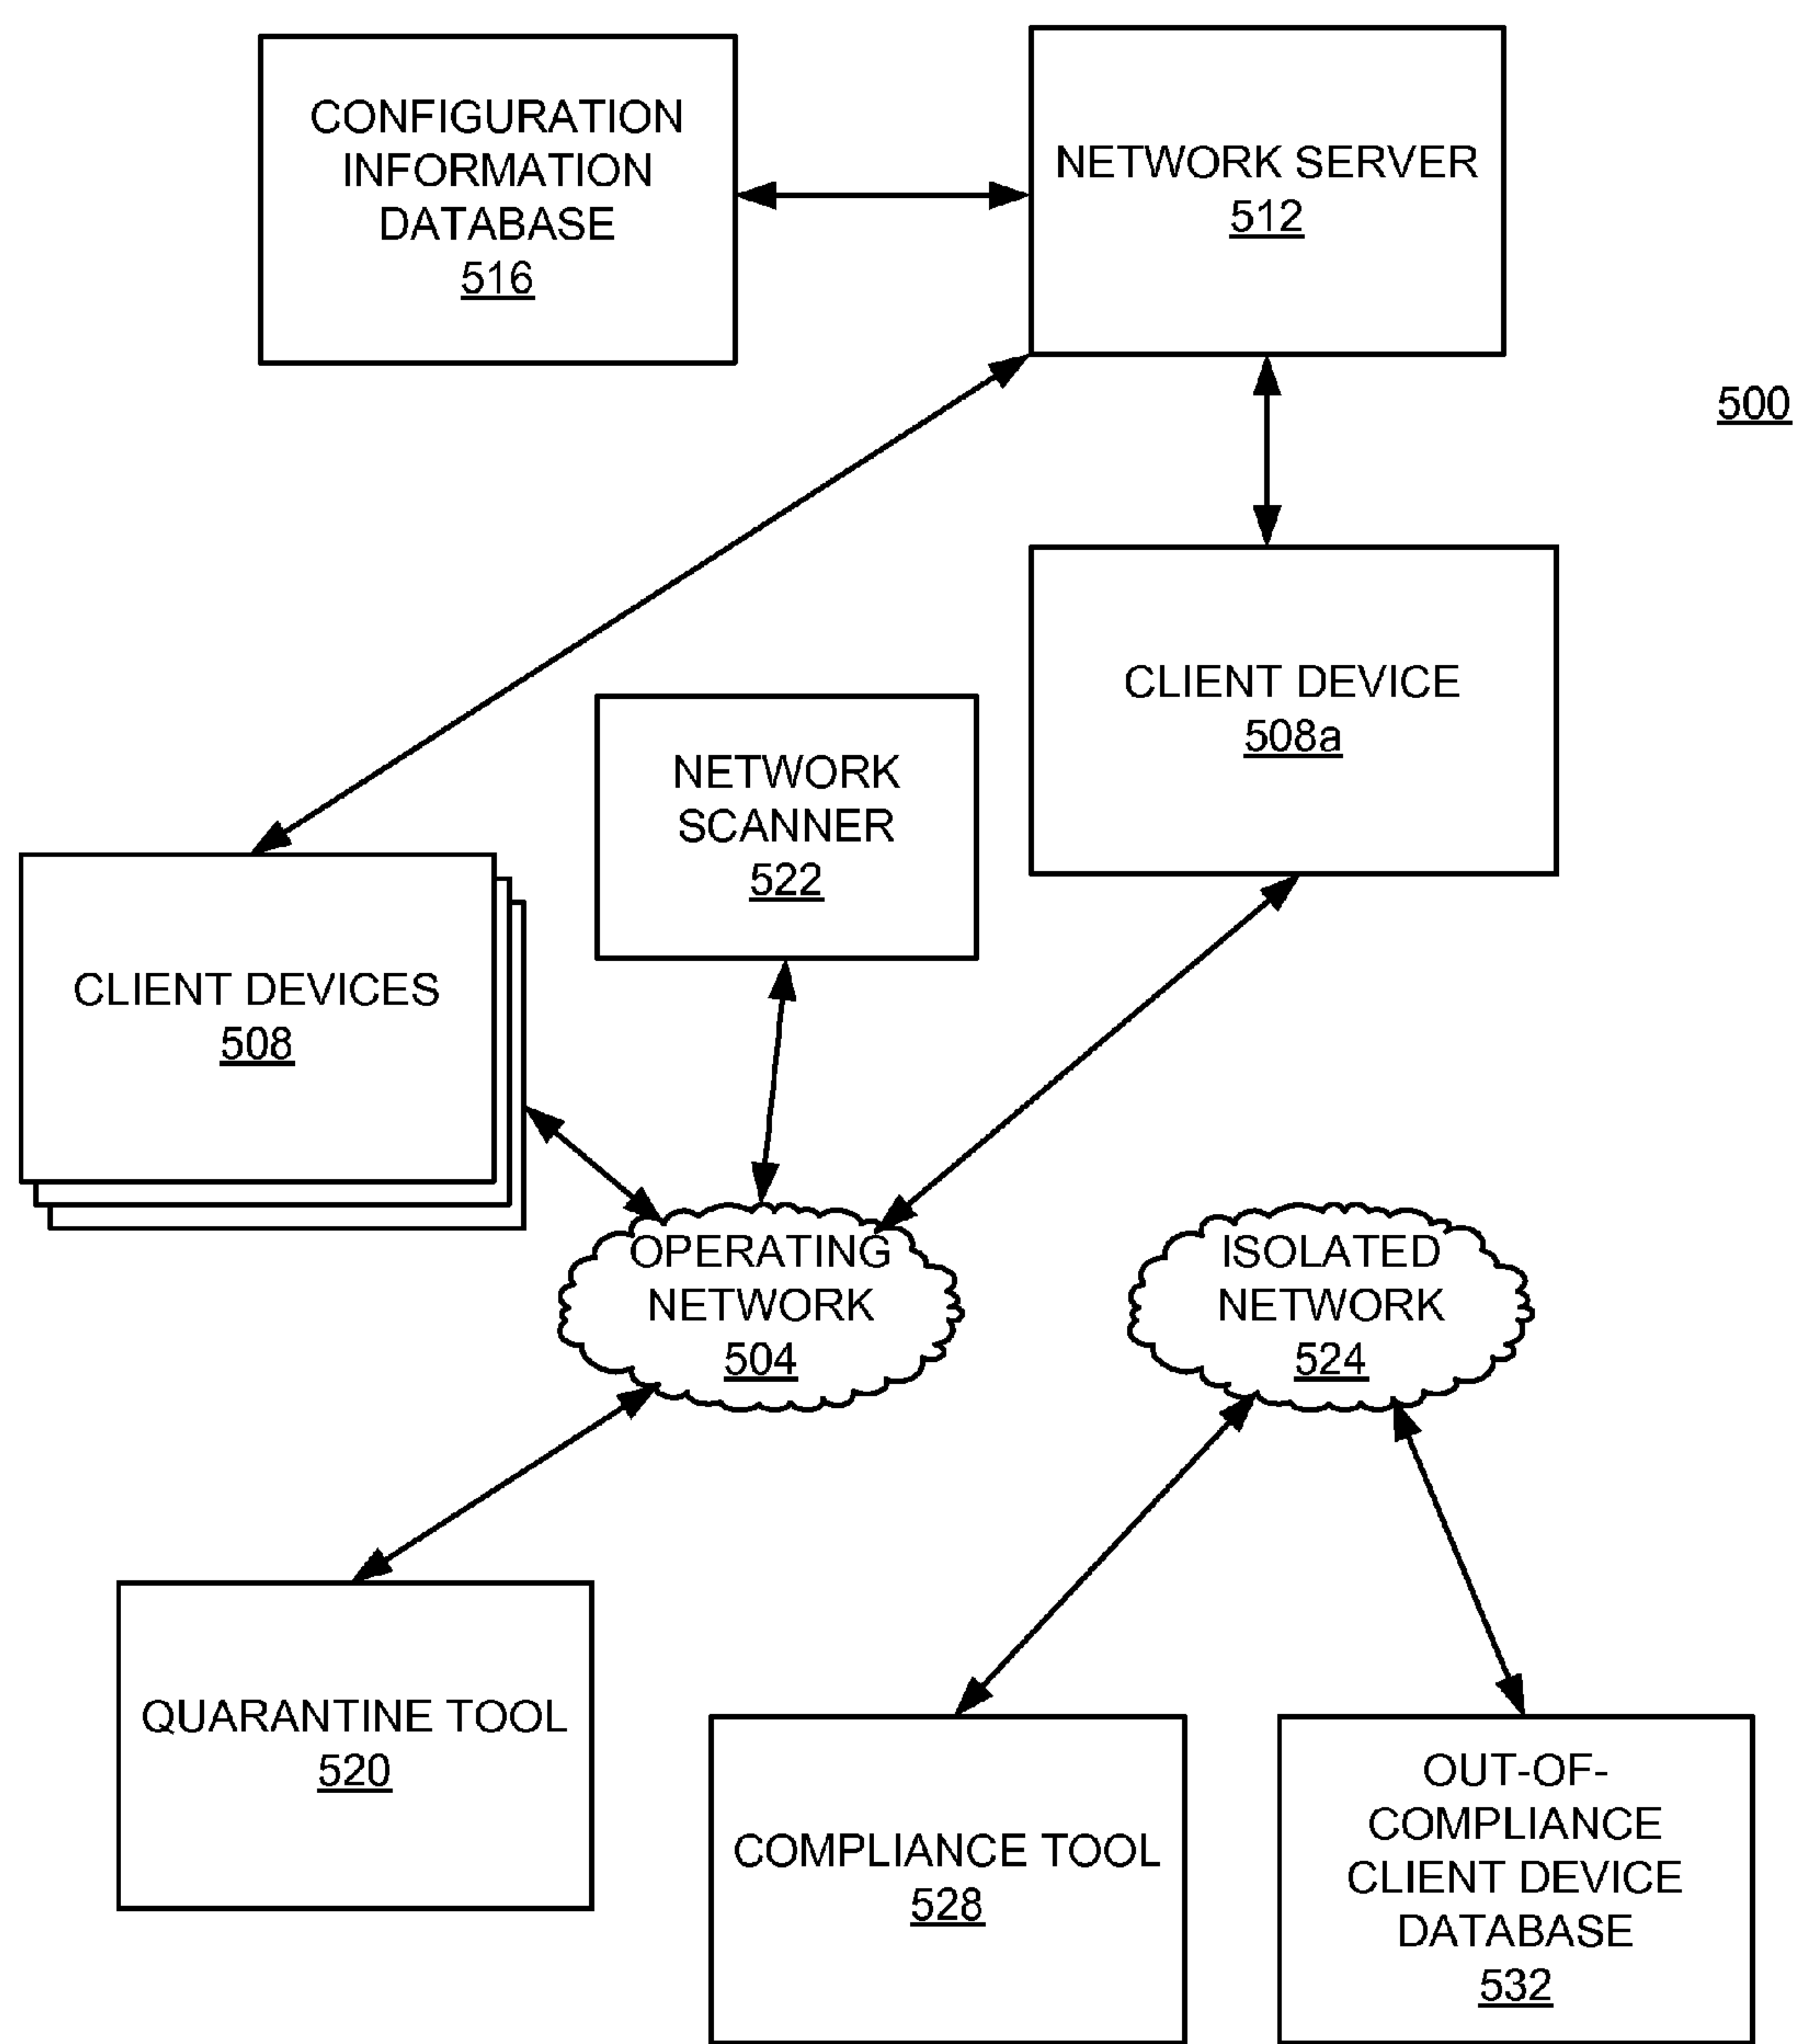 CONFIGURATION
INFORMATION
DATABASE
516
NETWORK SERVER
512
500
CLIENT DEVICE
508a
NETWORK
SCANNER
522
CLIENT DEVICES
508
OPERATING
NETWORK
504
ISOLATED
NETWORK
524
QUARANTINE TOOL
520
COMPLIANCE TOOL
528
OUT-OF-
COMPLIANCE
CLIENT DEVICE
DATABASE
532